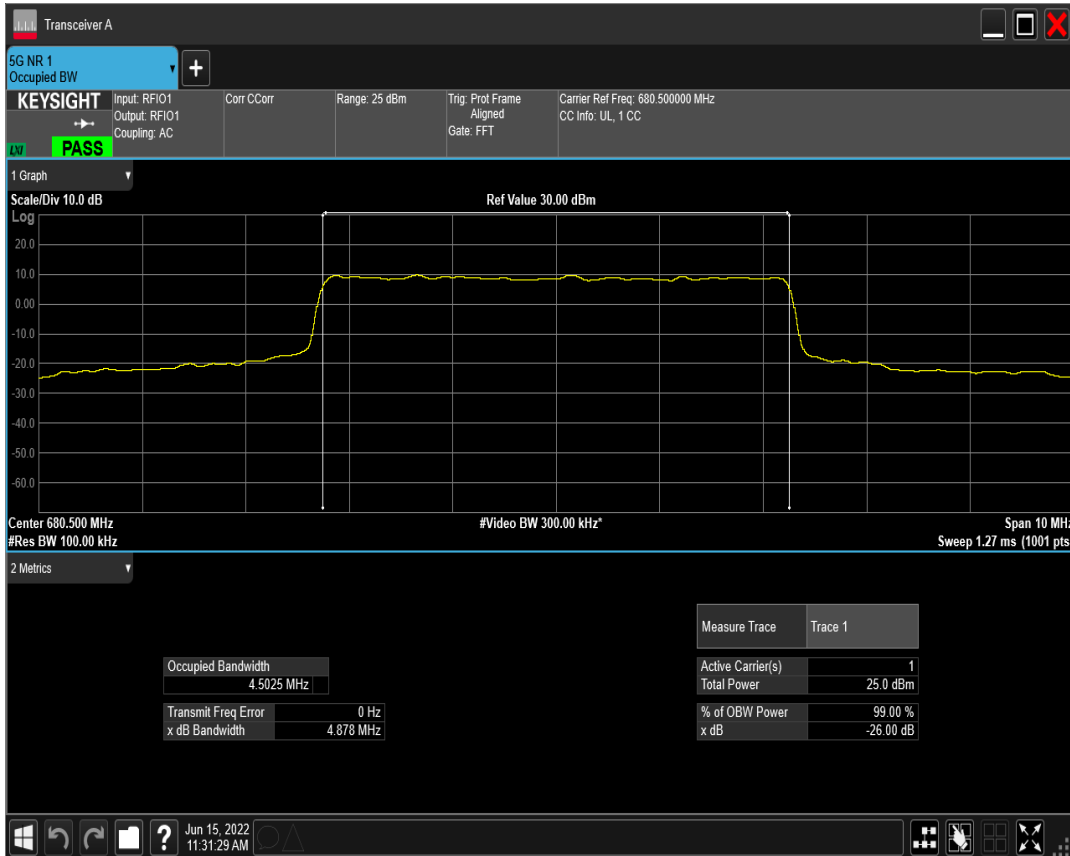 Transceiver A
5G NR 1
Occupied BW
+
KEYSIGHT
LXI
PASS
Input: RFIO1
Output: RFIO1
Coupling: AC
Corr CCorr
Range: 25 dBm
Trig: Prot Frame
Aligned
Gate: FFT
Carrier Ref Freq: 680.500000 MHz
CC Info: UL, 1 CC
1 Graph
Scale/Div 10.0 dB
Ref Value 30.00 dBm
Log
20.0
10.0
0.00
-10.0
-20.0
-30.0
-40.0
-50.0
-60.0
Center 680.500 MHz
#Video BW 300.00 kHz*
Span 10 MHz
#Res BW 100.00 kHz
Sweep 1.27 ms (1001 pts
2 Metrics
Measure Trace Trace 1
Occupied Bandwidth
4.5025 MHz
Active Carrier(s) 1
Total Power 25.0 dBm
Transmit Freq Error 0 Hz
x dB Bandwidth 4.878 MHz
% of OBW Power 99.00 %
x dB -26.00 dB
?
Jun 15, 2022
11:31:29 AM